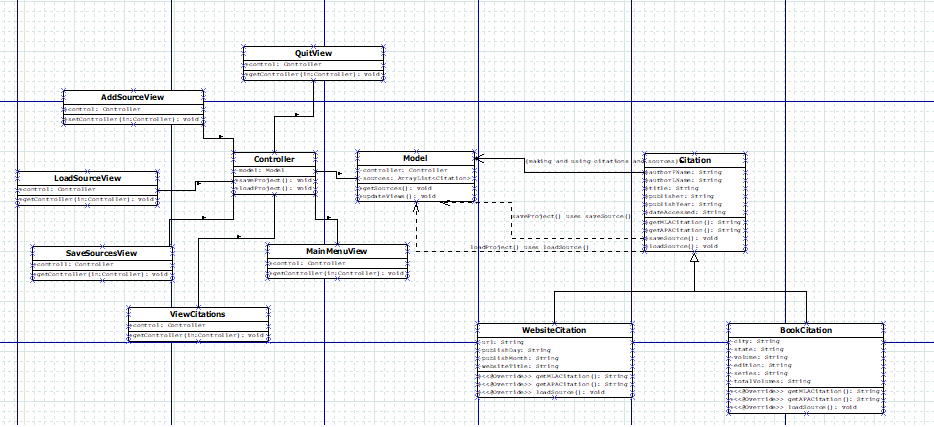 QuitView
control: Controller
getController(in:Controller): void
AddSourceView
control: Controller
setController(in:Controller): void
Controller
model: Model
saveProject(): void
loadProject(): void
Model
controller: Controller
sources: ArrayList<Citation>
getSources(): void
updateViews(): void
(making and using citations and sources)
Citation
authorFName: String
authorLName: String
title: String
publisher: String
publishYear: String
dateAccessed: String
getMLACitation(): String
getAPACitation(): String
saveSource(): void
loadSource(): void
LoadSourceView
control: Controller
getController(in:Controller): void
saveProject() uses saveSource()
loadProject() uses loadSource()
SaveSourcesView
control: Controller
getController(in:Controller): void
MainMenuView
control: Controller
getController(in:Controller): void
ViewCitations
control: Controller
getController(in:Controller): void
WebsiteCitation
url: String
publishDay: String
publishMonth: String
websiteTitle: String
<<@Override>> getMLACitation(): String
<<@Override>> getAPACitation(): String
<<@Override>> loadSource(): void
BookCitation
city: String
state: String
volume: String
edition: String
series: String
totalVolumes: String
<<@Override>> getMLACitation(): String
<<@Override>> getAPACitation(): String
<<@Override>> loadSource(): void